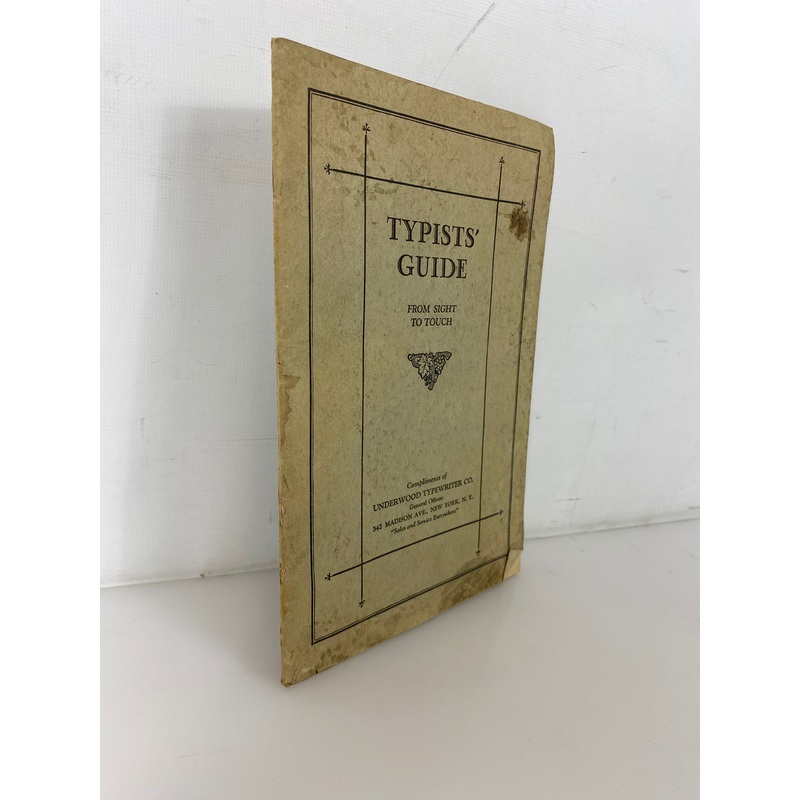 TYPISTS'
GUIDE
FROM SIGHT
TO TOUCH
Compliments of
UNDERWOOD TYPEWRITER CO.
General Offices:
342 MADISON AVE., NEW YORK, N. Y.
"Sales and Service Everywhere"